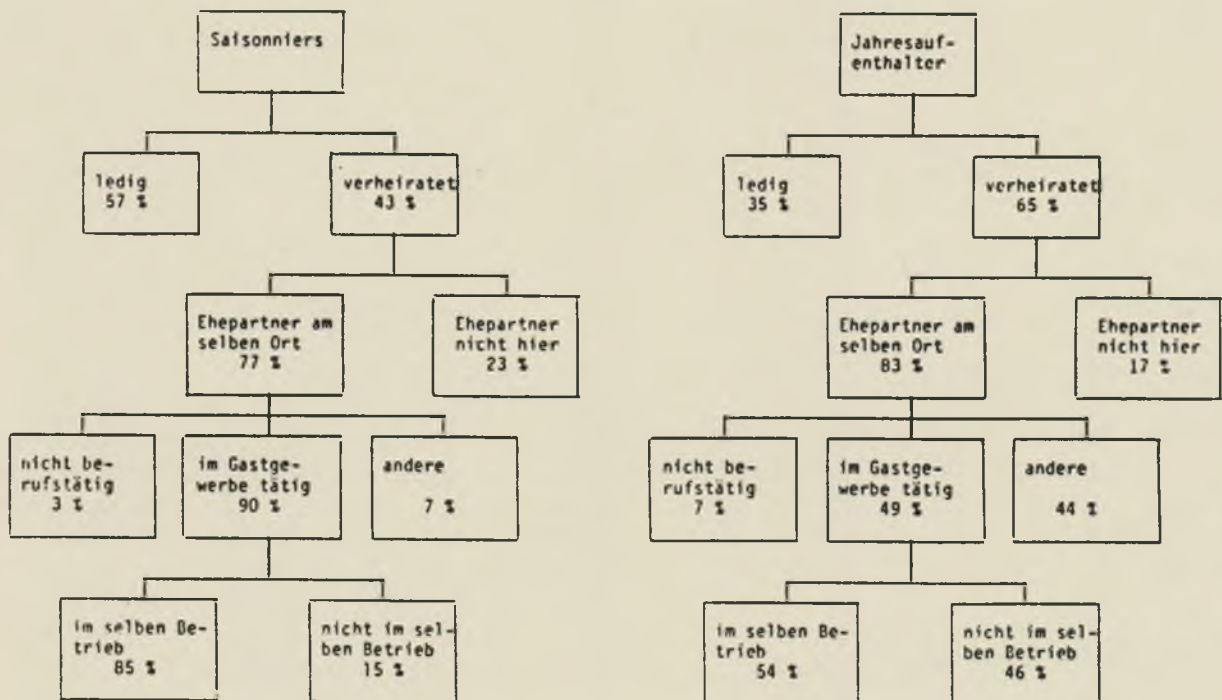 Saisonniers
ledig
57 %
verheiratet
43 %
Ehepartner am
selben Ort
77 %
Ehepartner
nicht hier
23 %
nicht be-
rufstätig
3 %
im Gastge-
werbe tätig
90 %
andere
7 %
im selben Be-
trieb
85 %
nicht im sel-
ben Betrieb
15 %
Jahresauf-
enthalter
ledig
35 %
verheiratet
65 %
Ehepartner am
selben Ort
83 %
Ehepartner
nicht hier
17 %
nicht be-
rufstätig
7 %
im Gastge-
werbe tätig
49 %
andere
44 %
im selben Be-
trieb
54 %
nicht im sel-
ben Betrieb
46 %